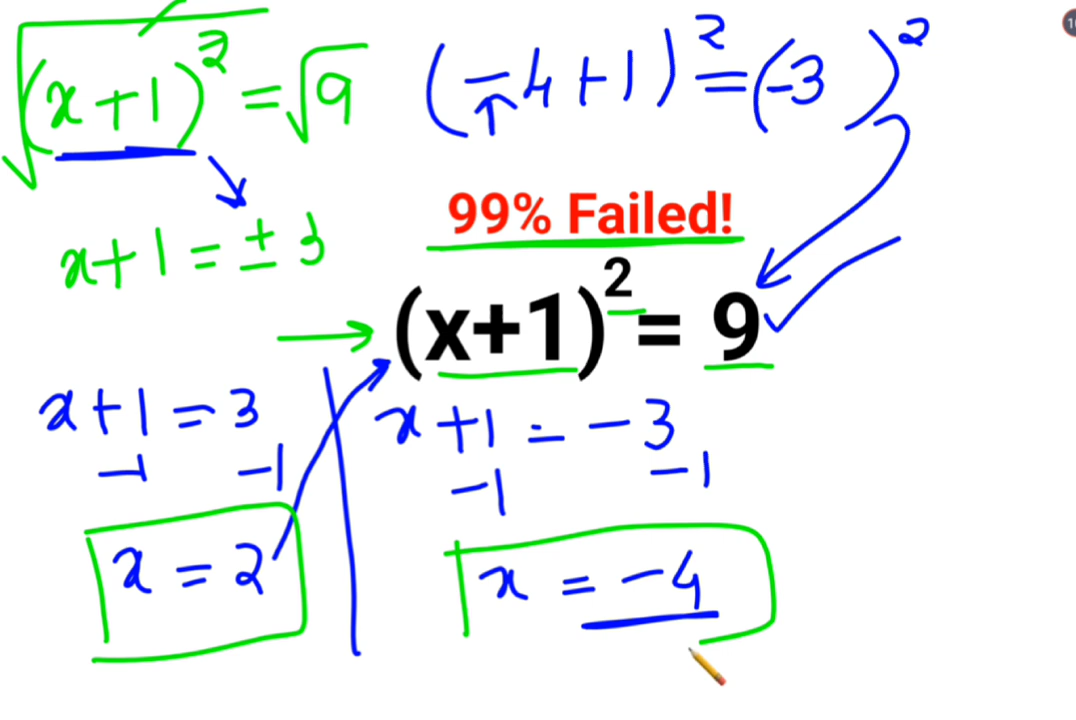 √(x+1)² = √9
(-4+1)² = (-3)²
x+1 = ± 3
99% Failed!
(x+1)² = 9
x+1 = 3
-1 -1
x = 2
x+1 = -3
-1 -1
x = -4